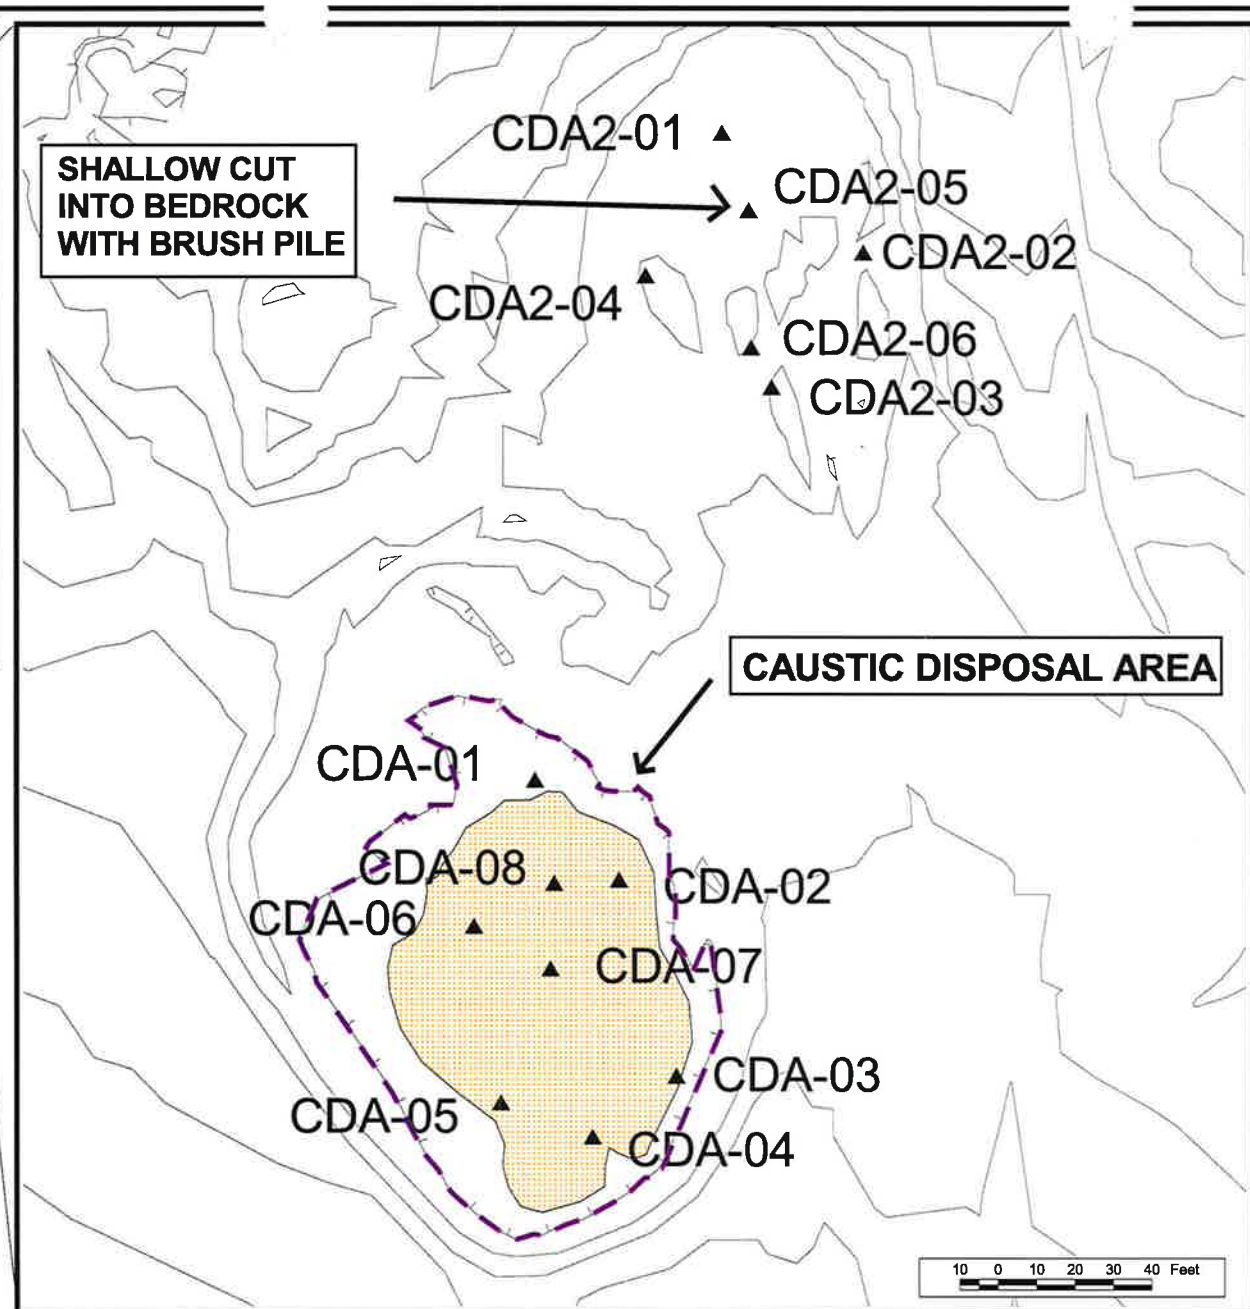 CDA2-01
SHALLOW CUT
INTO BEDROCK
WITH BRUSH PILE
CDA2-05
CDA2-02
CDA2-04
CDA2-06
CDA2-03
CAUSTIC DISPOSAL AREA
CDA-01
CDA-08
CDA-02
CDA-06
CDA-07
CDA-03
CDA-05
CDA-04
10 0 10 20 30 40 Feet